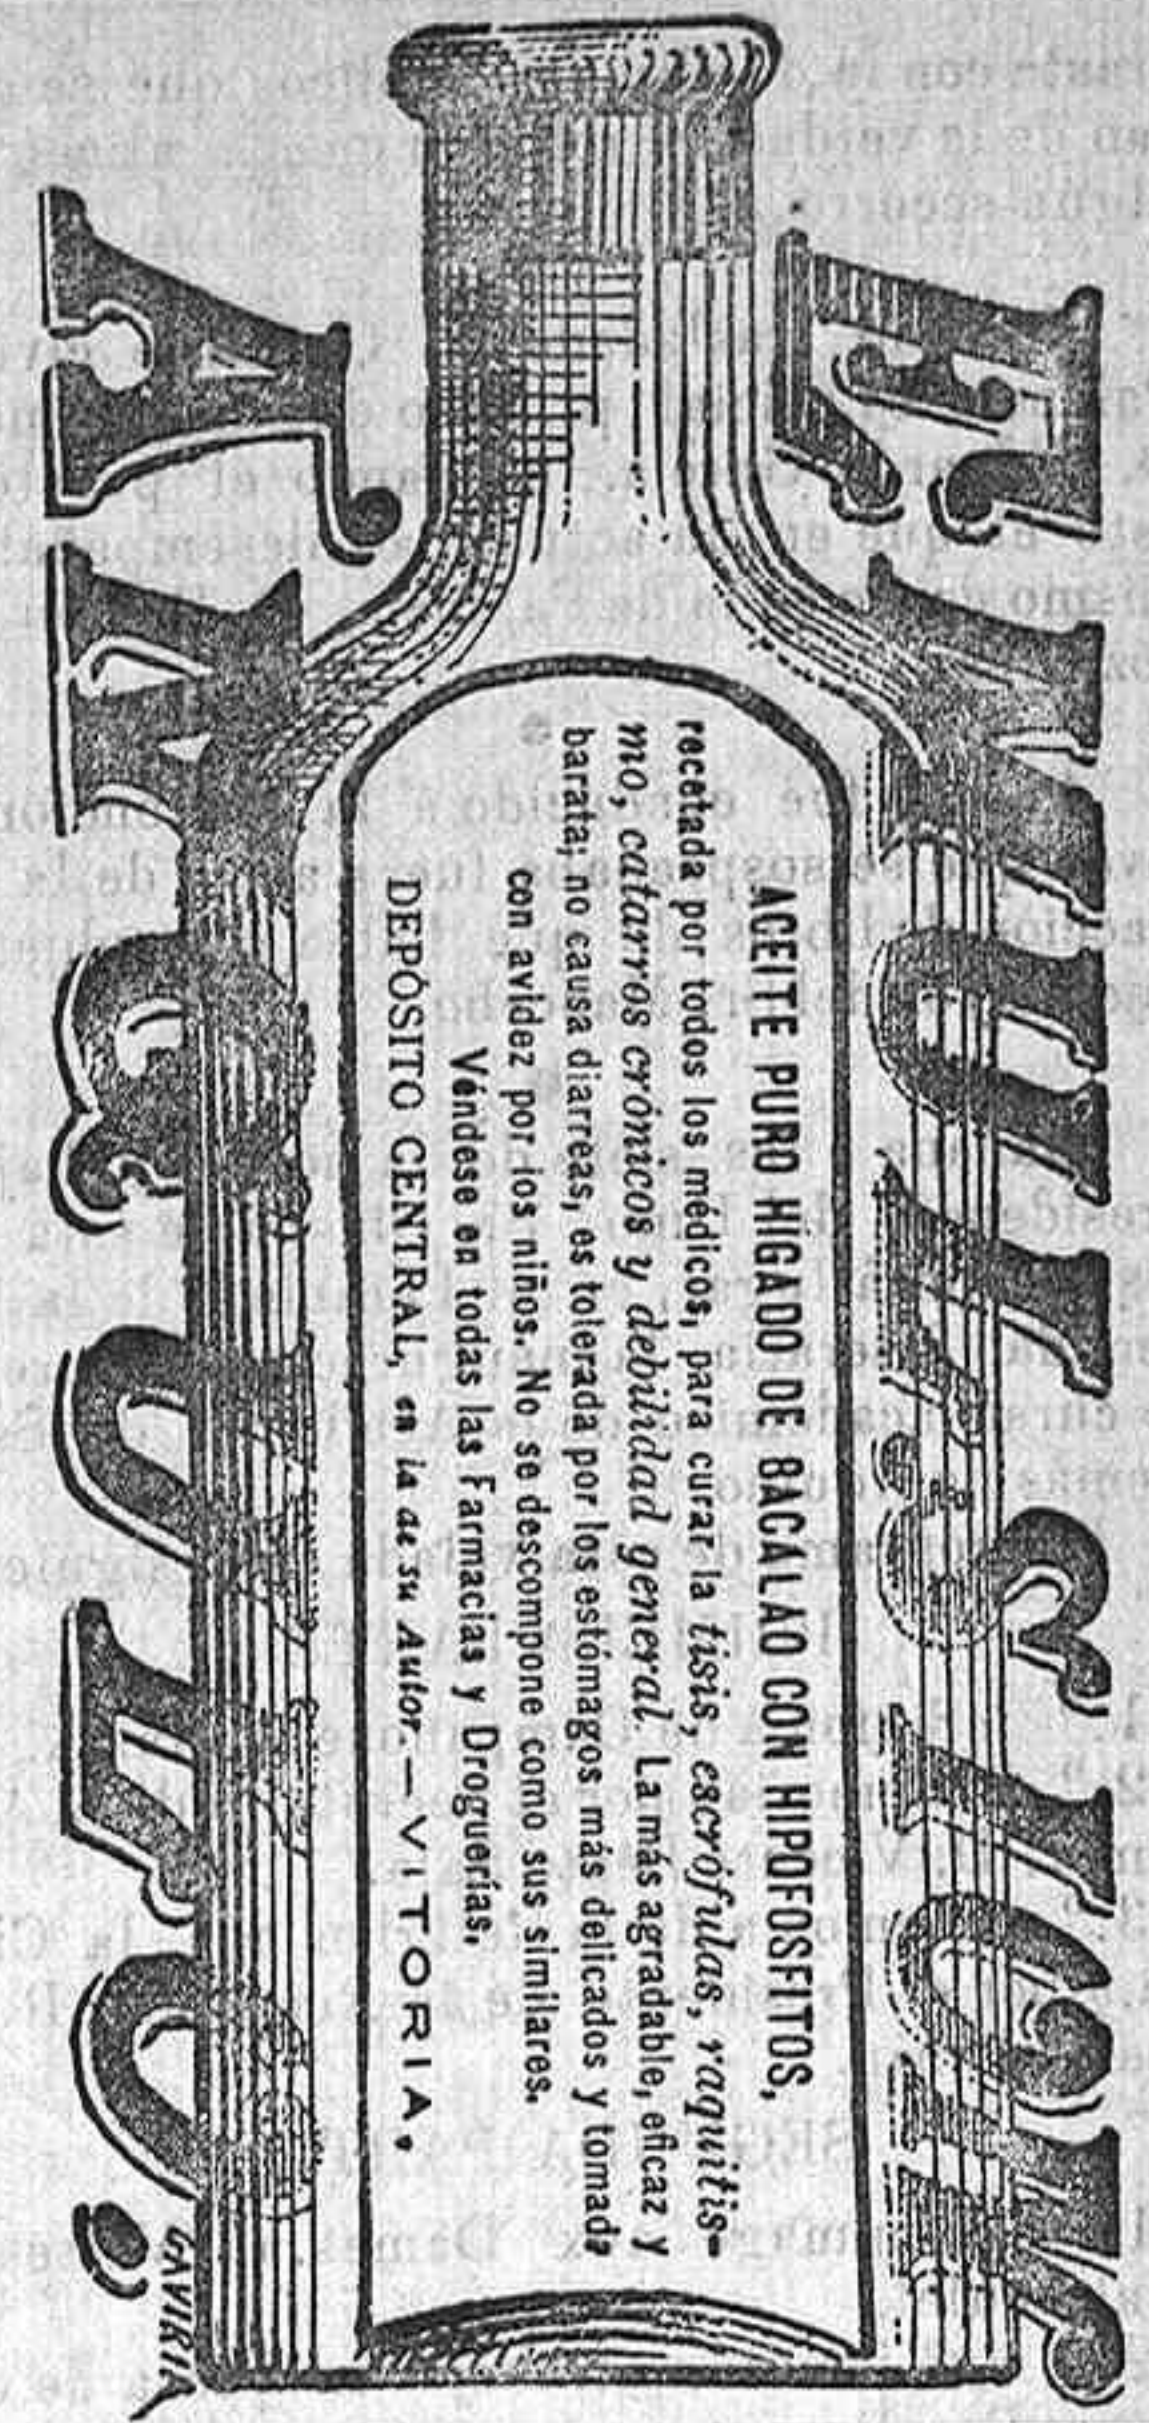 EMULSION
ACEITE PURO HÍGADO DE BACALAO CON HIPOFOSFITOS,
recetada por todos los médicos, para curar la tisis, escrófulas, raquitis-
mo, catarros crónicos y debilidad general. La más agradable, eficaz y
barata; no causa diarreas, es tolerada por los estómagos más delicados y tomada
con avidez por los niños. No se descompone como sus similares.
Véndese en todas las Farmacias y Droguerías.
DEPÓSITO CENTRAL, en la de su Autor.—VITORIA.
GAVIRIA